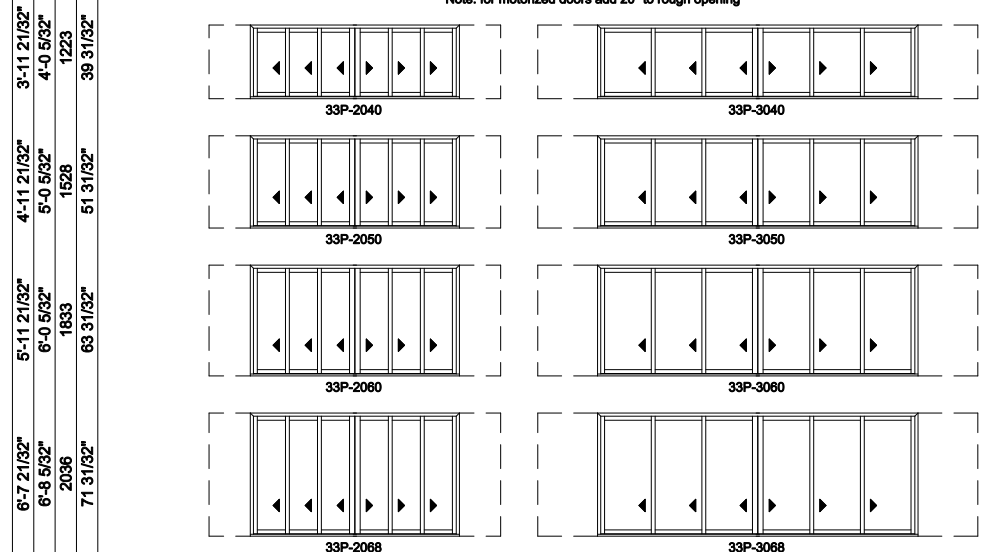 Note: for motorized doors add 20" to rough opening
3'-11 21/32"
4'-0 5/32"
1223
39 31/32"
33P-2040
33P-3040
4'-11 21/32"
5'-0 5/32"
1528
51 31/32"
33P-2050
33P-3050
5'-11 21/32"
6'-0 5/32"
1833
63 31/32"
33P-2060
33P-3060
6'-7 21/32"
6'-8 5/32"
2036
71 31/32"
33P-2068
33P-3068